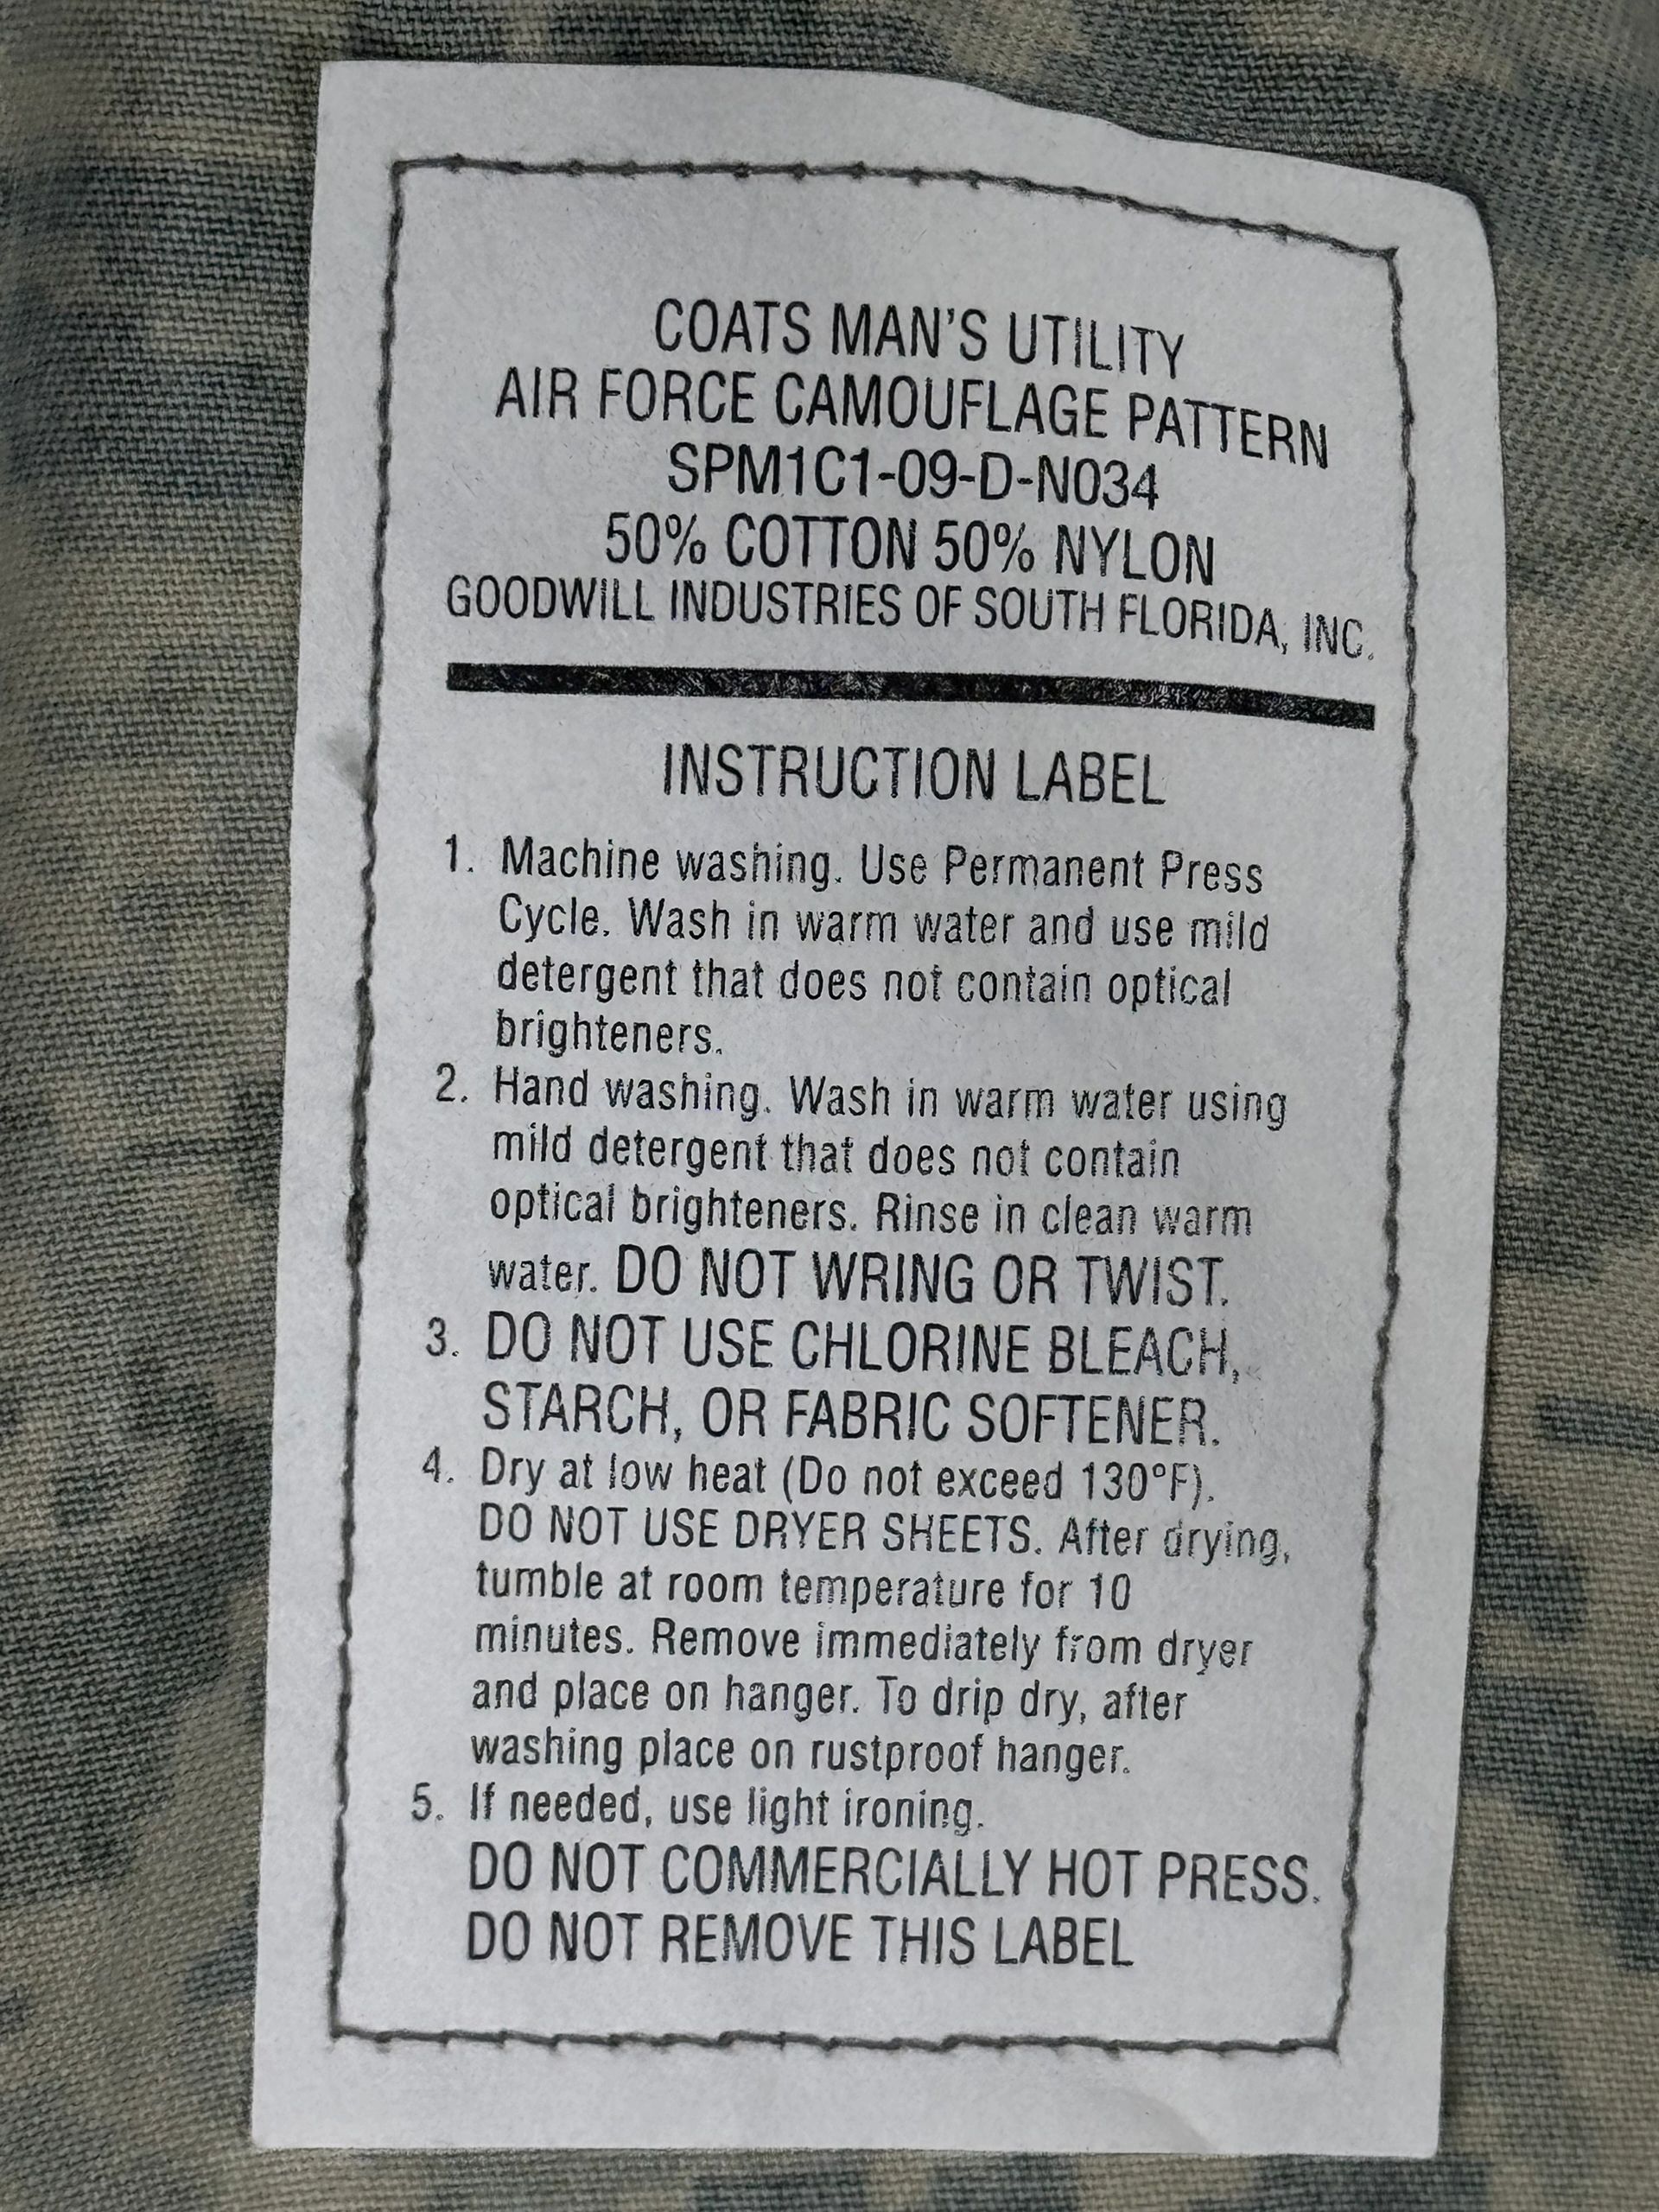 COATS MAN'S UTILITY
AIR FORCE CAMOUFLAGE PATTERN
SPM1C1-09-D-N034
50% COTTON 50% NYLON
GOODWILL INDUSTRIES OF SOUTH FLORIDA, INC.
INSTRUCTION LABEL
1. Machine washing. Use Permanent Press
Cycle. Wash in warm water and use mild
detergent that does not contain optical
brighteners.
2. Hand washing. Wash in warm water using
mild detergent that does not contain
optical brighteners. Rinse in clean warm
water. DO NOT WRING OR TWIST.
3. DO NOT USE CHLORINE BLEACH,
STARCH, OR FABRIC SOFTENER.
4. Dry at low heat (Do not exceed 130°F).
DO NOT USE DRYER SHEETS. After drying,
tumble at room temperature for 10
minutes. Remove immediately from dryer
and place on hanger. To drip dry, after
washing place on rustproof hanger.
5. If needed, use light ironing.
DO NOT COMMERCIALLY HOT PRESS.
DO NOT REMOVE THIS LABEL